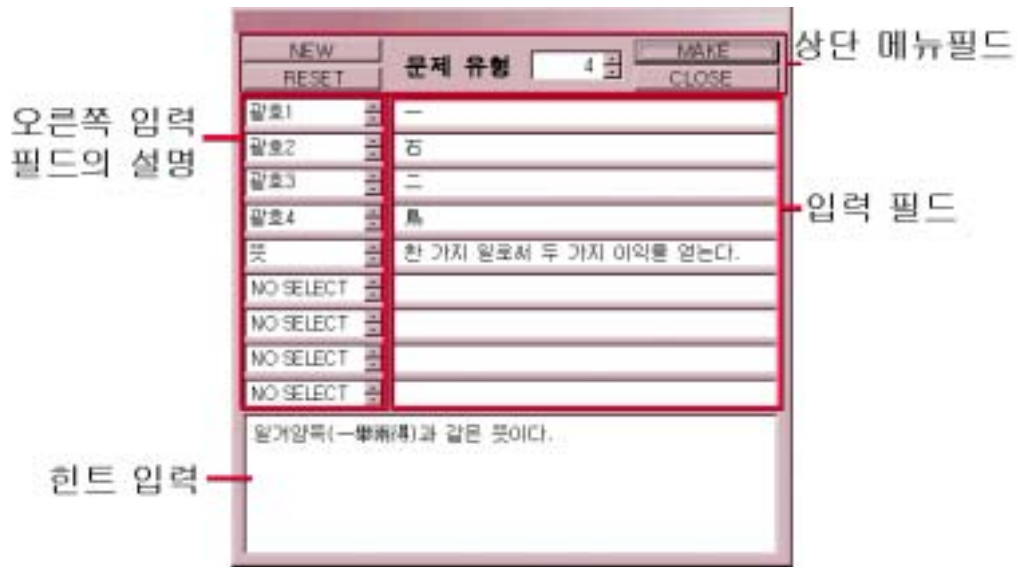 NEW
RESET
문제 유형
4
MAKE
CLOSE
상단 메뉴필드
오른쪽 입력
필드의 설명
괄호1
一
괄호2
石
괄호3
二
괄호4
鳥
뜻
한 가지 일로써 두 가지 이익를 얻는다.
입력 필드
NO SELECT
NO SELECT
NO SELECT
NO SELECT
일거양득(一擧兩得)과 같은 뜻이다.
힌트 입력